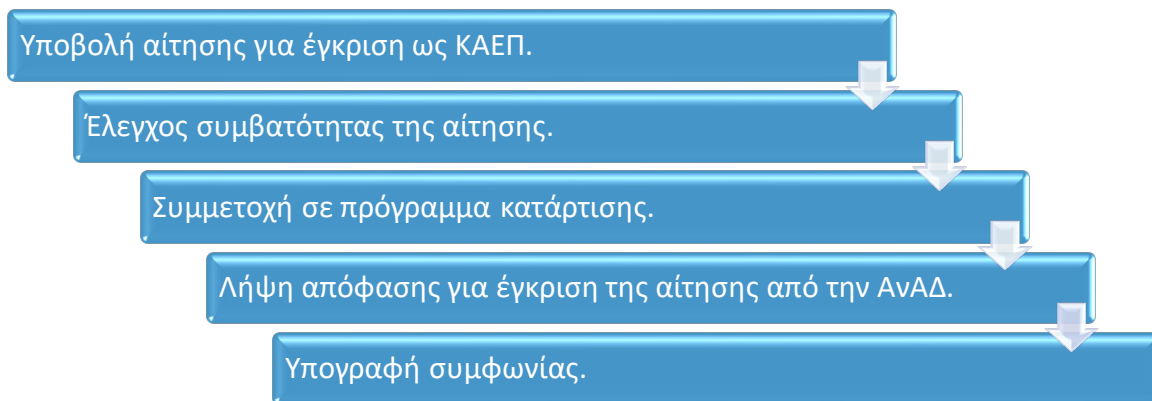 Υποβολή αίτησης για έγκριση ως ΚΑΕΠ.
Έλεγχος συμβατότητας της αίτησης.
Συμμετοχή σε πρόγραμμα κατάρτισης.
Λήψη απόφασης για έγκριση της αίτησης από την ΑνΑΔ.
Υπογραφή συμφωνίας.